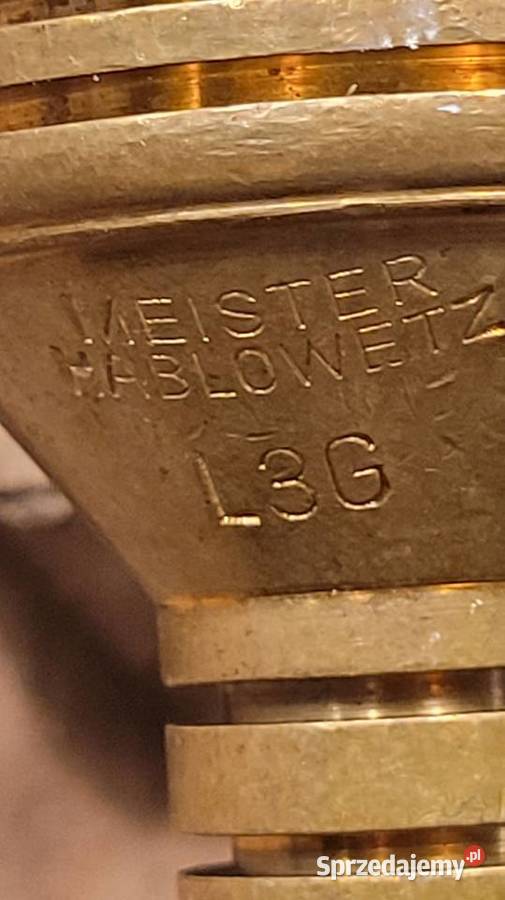 MEISTER
HABLOWETZ
L3G
Sprzedajemy.pl